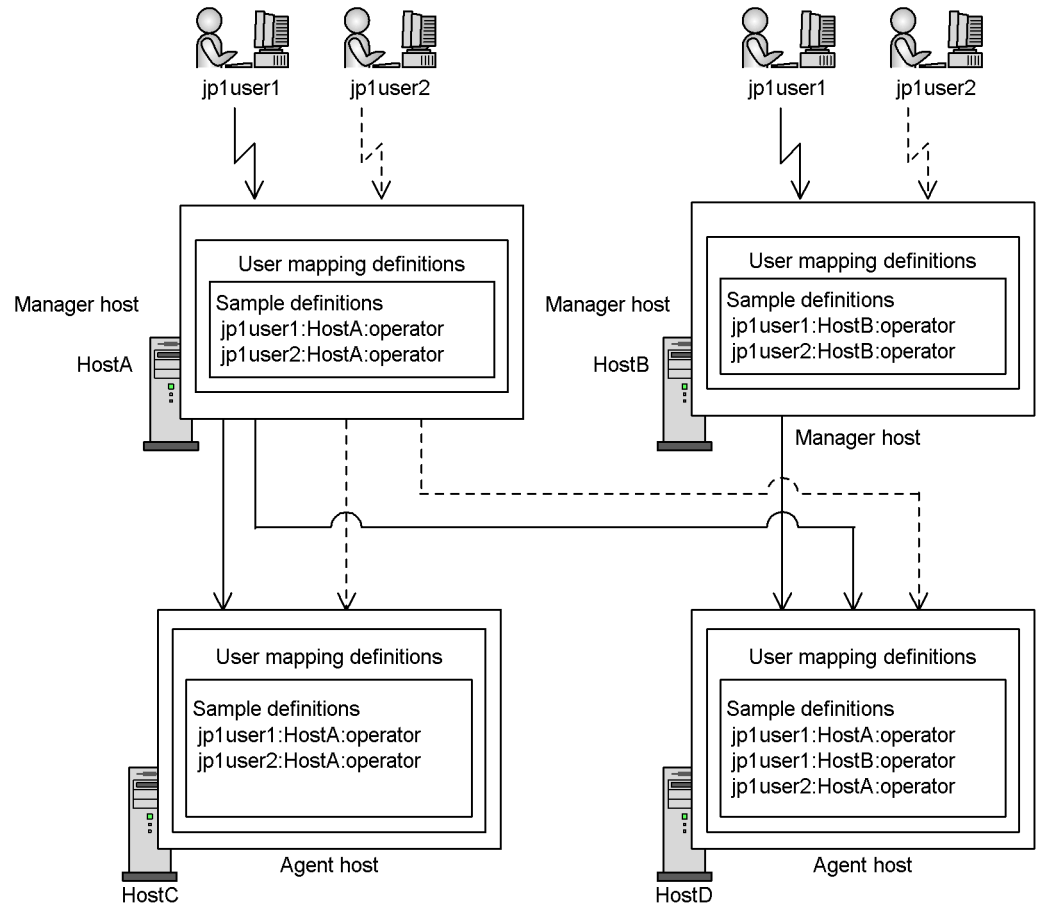 jp1user1
jp1user2
jp1user1
jp1user2
Manager host
HostA
User mapping definitions
Sample definitions
jp1user1:HostA:operator
jp1user2:HostA:operator
Manager host
HostB
User mapping definitions
Sample definitions
jp1user1:HostB:operator
jp1user2:HostB:operator
Manager host
User mapping definitions
Sample definitions
jp1user1:HostA:operator
jp1user2:HostA:operator
Agent host
HostC
User mapping definitions
Sample definitions
jp1user1:HostA:operator
jp1user1:HostB:operator
jp1user2:HostA:operator
Agent host
HostD